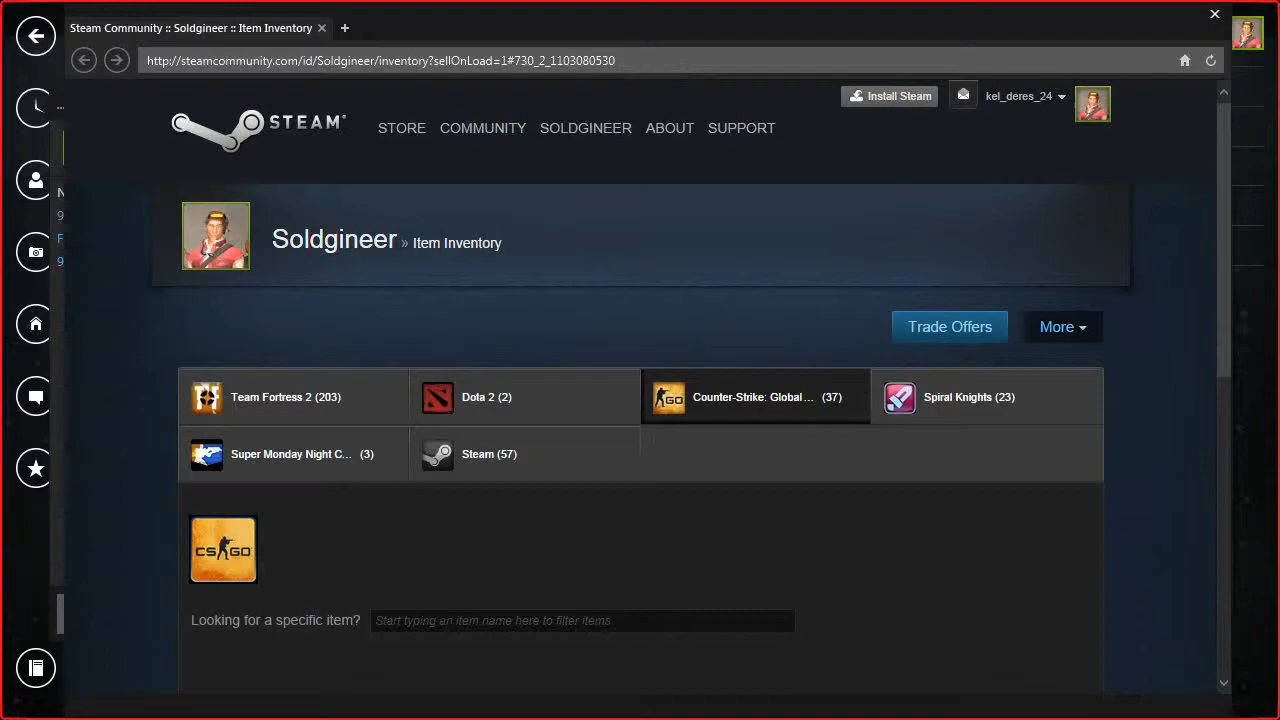 Steam Community :: Soldgineer :: Item Inventory
http://steamcommunity.com/id/Soldgineer/inventory?sellOnLoad=1#730_2_1103080530
Install Steam
kel_deres_24
STEAM
STORE COMMUNITY SOLDGINEER ABOUT SUPPORT
Soldgineer » Item Inventory
Trade Offers More
Team Fortress 2 (203) Dota 2 (2) Counter-Strike: Global ... (37) Spiral Knights (23)
Super Monday Night C... (3) Steam (57)
CS GO
Looking for a specific item? Start typing an item name here to filter items
...
N
9
F
9